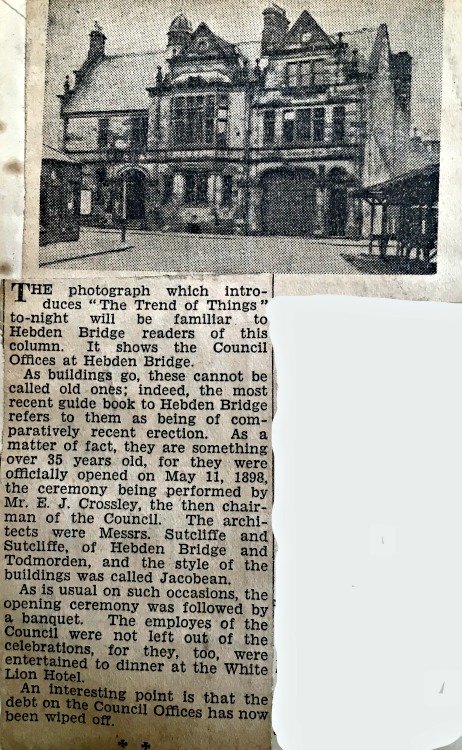 THE photograph which intro-
duces "The Trend of Things"
to-night will be familiar to
Hebden Bridge readers of this
column. It shows the Council
Offices at Hebden Bridge.
As buildings go, these cannot be
called old ones; indeed, the most
recent guide book to Hebden Bridge
refers to them as being of com-
paratively recent erection. As a
matter of fact, they are something
over 35 years old, for they were
officially opened on May 11, 1898,
the ceremony being performed by
Mr. E. J. Crossley, the then chair-
man of the Council. The archi-
tects were Messrs. Sutcliffe and
Sutcliffe, of Hebden Bridge and
Todmorden, and the style of the
buildings was called Jacobean.
As is usual on such occasions, the
opening ceremony was followed by
a banquet. The employes of the
Council were not left out of the
celebrations, for they, too, were
entertained to dinner at the White
Lion Hotel.
An interesting point is that the
debt on the Council Offices has now
been wiped off.